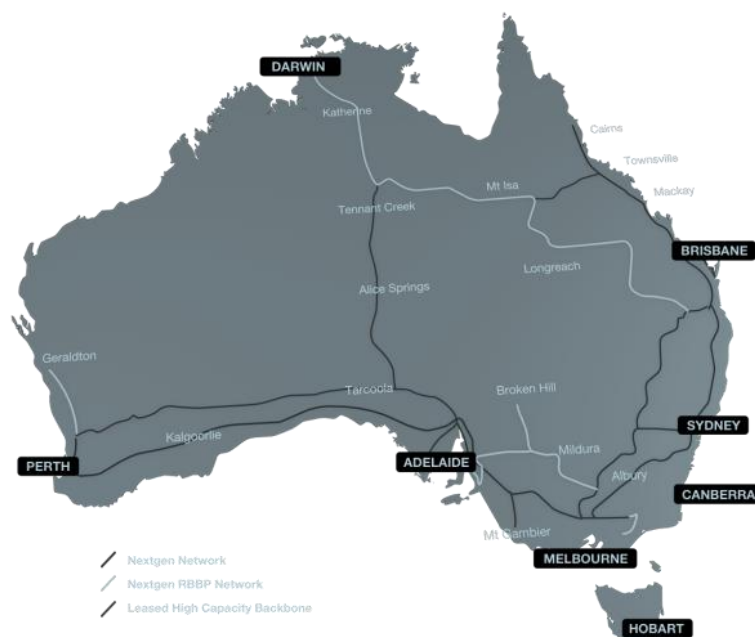 DARWIN
Katherine
Cairns
Townsville
Mt Isa
Mackay
Tennant Creek
BRISBANE
Longreach
Alice Springs
Geraldton
Tarcoola
Broken Hill
SYDNEY
Kalgoorlie
Mildura
PERTH
ADELAIDE
Albury
CANBERRA
Mt Gambier
MELBOURNE
Nextgen Network
Nextgen RBBP Network
Leased High Capacity Backbone
HOBART